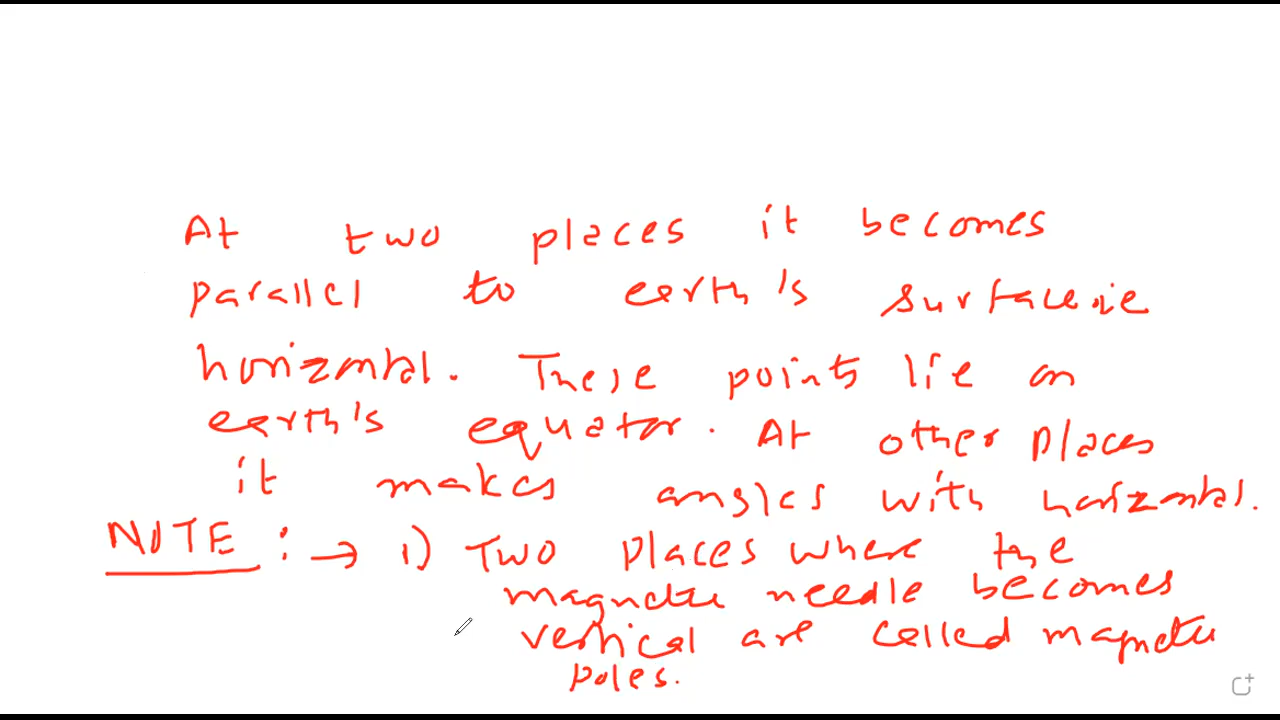 At two places it becomes
parallel to earth's surface.ie
horizontal. These points lie on
earth's equator. At other places
it makes angles with horizontal.
NOTE : → 1) Two places where the
magnetic needle becomes
vertical are called magnetic
poles.